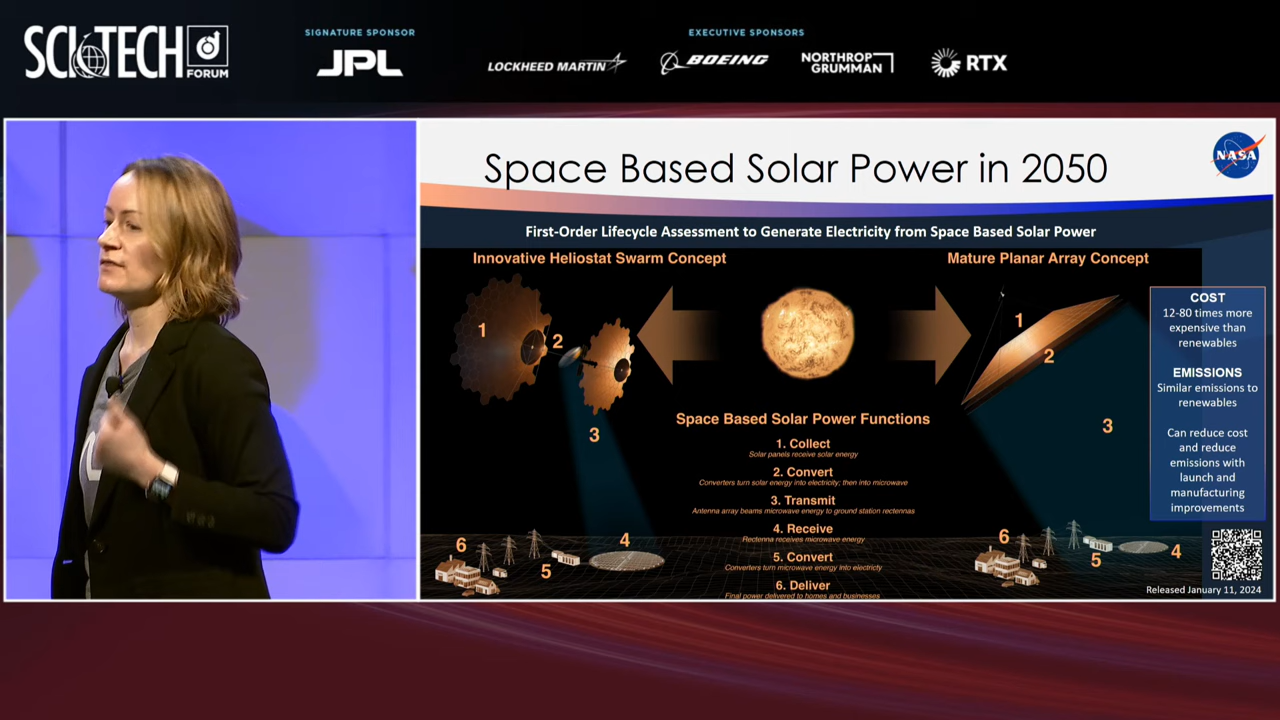 SCITECH
FORUM
SIGNATURE SPONSOR
JPL
EXECUTIVE SPONSORS
LOCKHEED MARTIN
BOEING
NORTHROP
GRUMMAN
RTX
Space Based Solar Power in 2050
NASA
First-Order Lifecycle Assessment to Generate Electricity from Space Based Solar Power
Innovative Heliostat Swarm Concept
Mature Planar Array Concept
1
2
3
4
5
6
1
2
3
4
5
6
Space Based Solar Power Functions
1. Collect
Solar panels receive solar energy
2. Convert
Converters turn solar energy into electricity; then into microwave
3. Transmit
Antenna array beams microwave energy to ground station rectennas
4. Receive
Rectenna receives microwave energy
5. Convert
Converters turn microwave energy into electricty
6. Deliver
Final power delivered to homes and businesses
COST
12-80 times more
expensive than
renewables
EMISSIONS
Similar emissions to
renewables
Can reduce cost
and reduce
emissions with
launch and
manufacturing
improvements
Released January 11, 2024